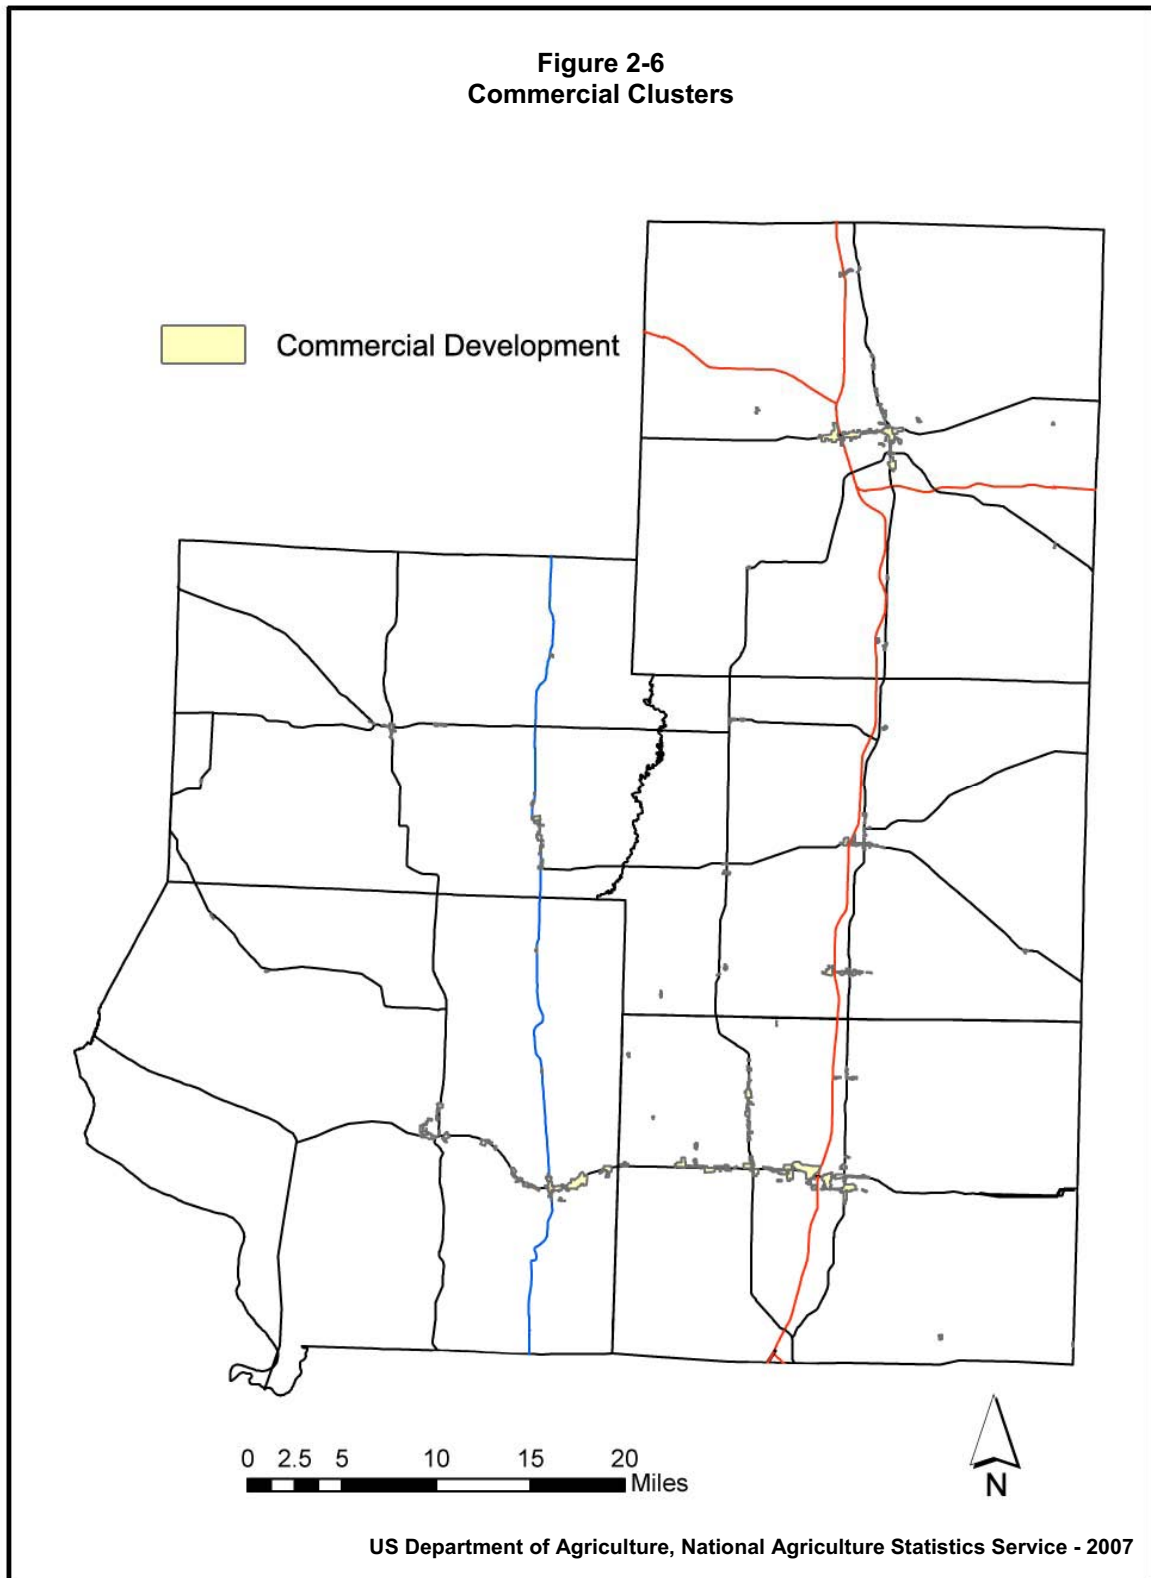 Figure 2-6
Commercial Clusters
Commercial Development
0 2.5 5 10 15 20
Miles
N
US Department of Agriculture, National Agriculture Statistics Service - 2007